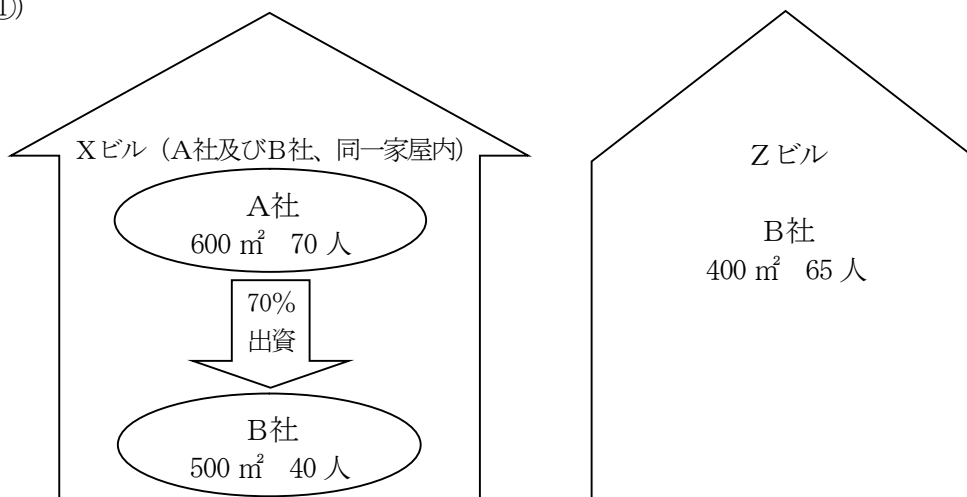 ①)
Xビル(A社及びB社、同一家屋内)
A社
600 ㎡ 70 人
70%
出資
B社
500 ㎡ 40 人
Zビル
B社
400 ㎡ 65 人